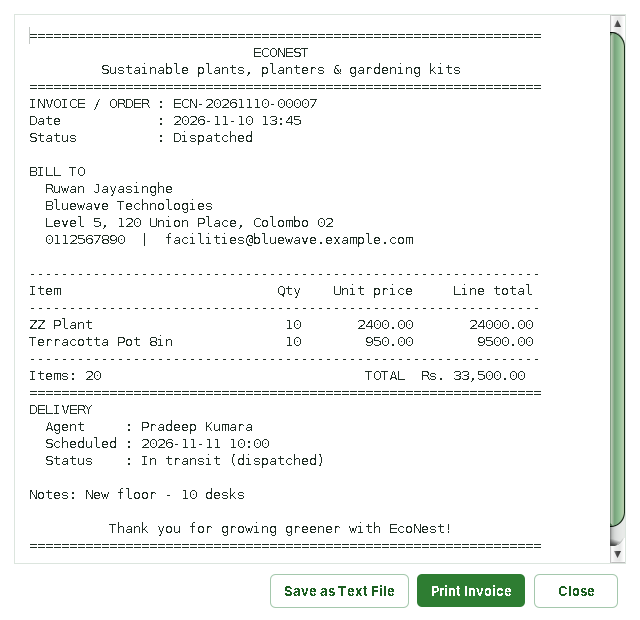 ================================================================
ECONEST
Sustainable plants, planters & gardening kits
================================================================
INVOICE / ORDER : ECN-20261110-00007
Date            : 2026-11-10 13:45
Status          : Dispatched
BILL TO
  Ruwan Jayasinghe
  Bluewave Technologies
  Level 5, 120 Union Place, Colombo 02
  0112567890  |  facilities@bluewave.example.com
----------------------------------------------------------------
Item                           Qty    Unit price     Line total
----------------------------------------------------------------
ZZ Plant                        10       2400.00       24000.00
Terracotta Pot 8in              10        950.00        9500.00
----------------------------------------------------------------
Items: 20                                 TOTAL  Rs. 33,500.00
================================================================
DELIVERY
  Agent     : Pradeep Kumara
  Scheduled : 2026-11-11 10:00
  Status    : In transit (dispatched)
Notes: New floor - 10 desks
Thank you for growing greener with EcoNest!
================================================================
Save as Text File  Print Invoice  Close